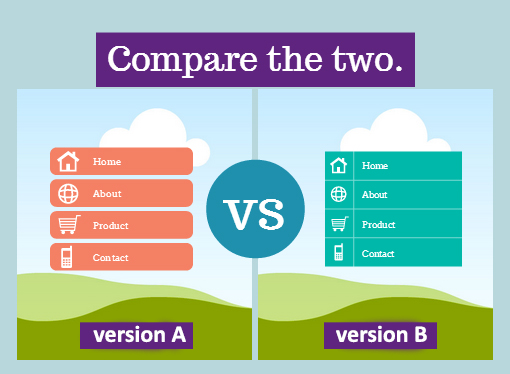 Compare the two.
Home
About
Product
Contact
vs
Home
About
Product
Contact
version A
version B